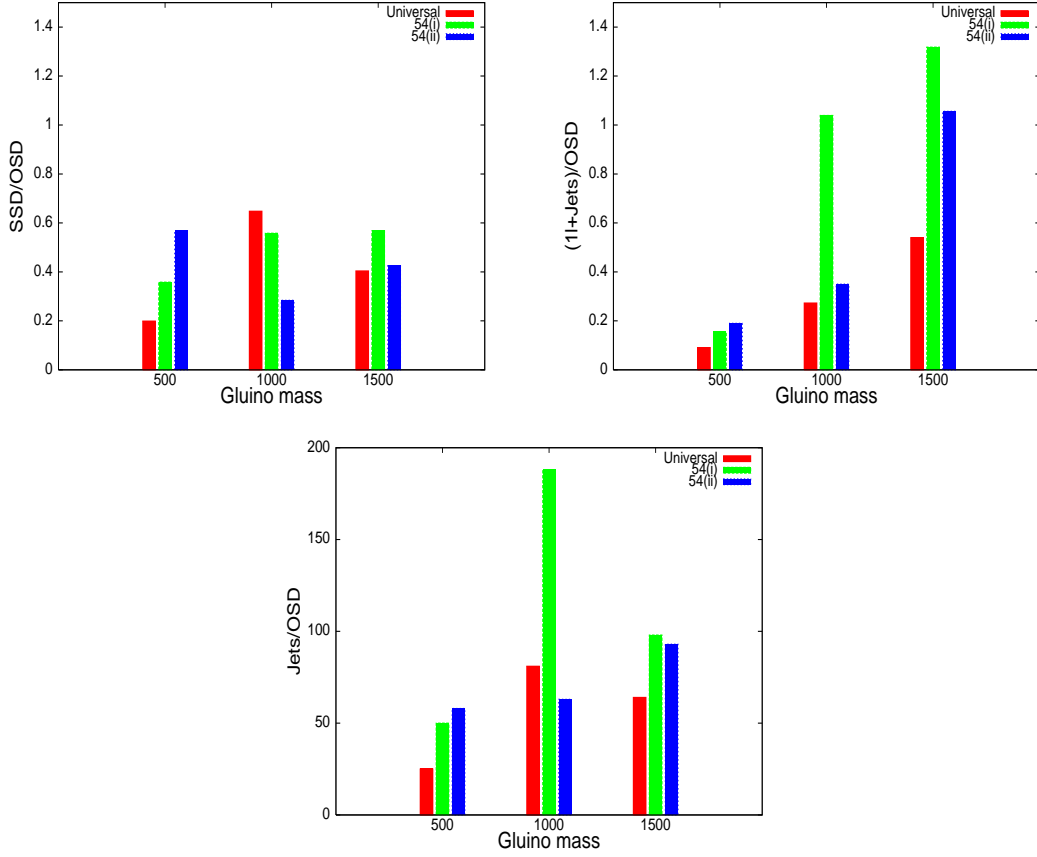 SSD/OSD
1.4
1.2
1
0.8
0.6
0.4
0.2
0
Universal
54(i)
54(ii)
500
1000
1500
Gluino mass
(1l+Jets)/OSD
1.4
1.2
1
0.8
0.6
0.4
0.2
0
Universal
54(i)
54(ii)
500
1000
1500
Gluino mass
Jets/OSD
200
150
100
50
0
Universal
54(i)
54(ii)
500
1000
1500
Gluino mass